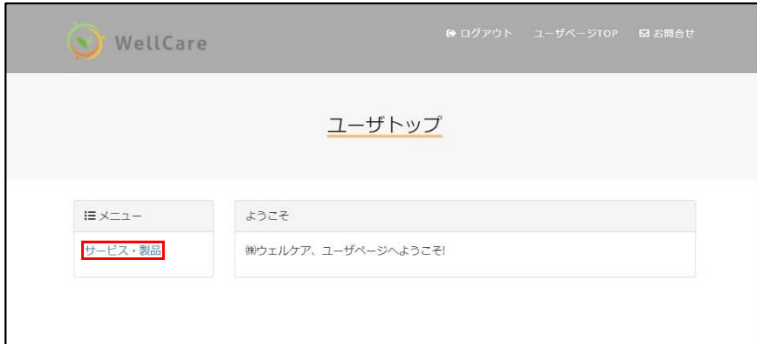 WellCare
ログアウト ユーザページTOP お問合せ
ユーザトップ
メニュー
サービス・製品
ようこそ
㈱ウェルケア、ユーザページへようこそ!